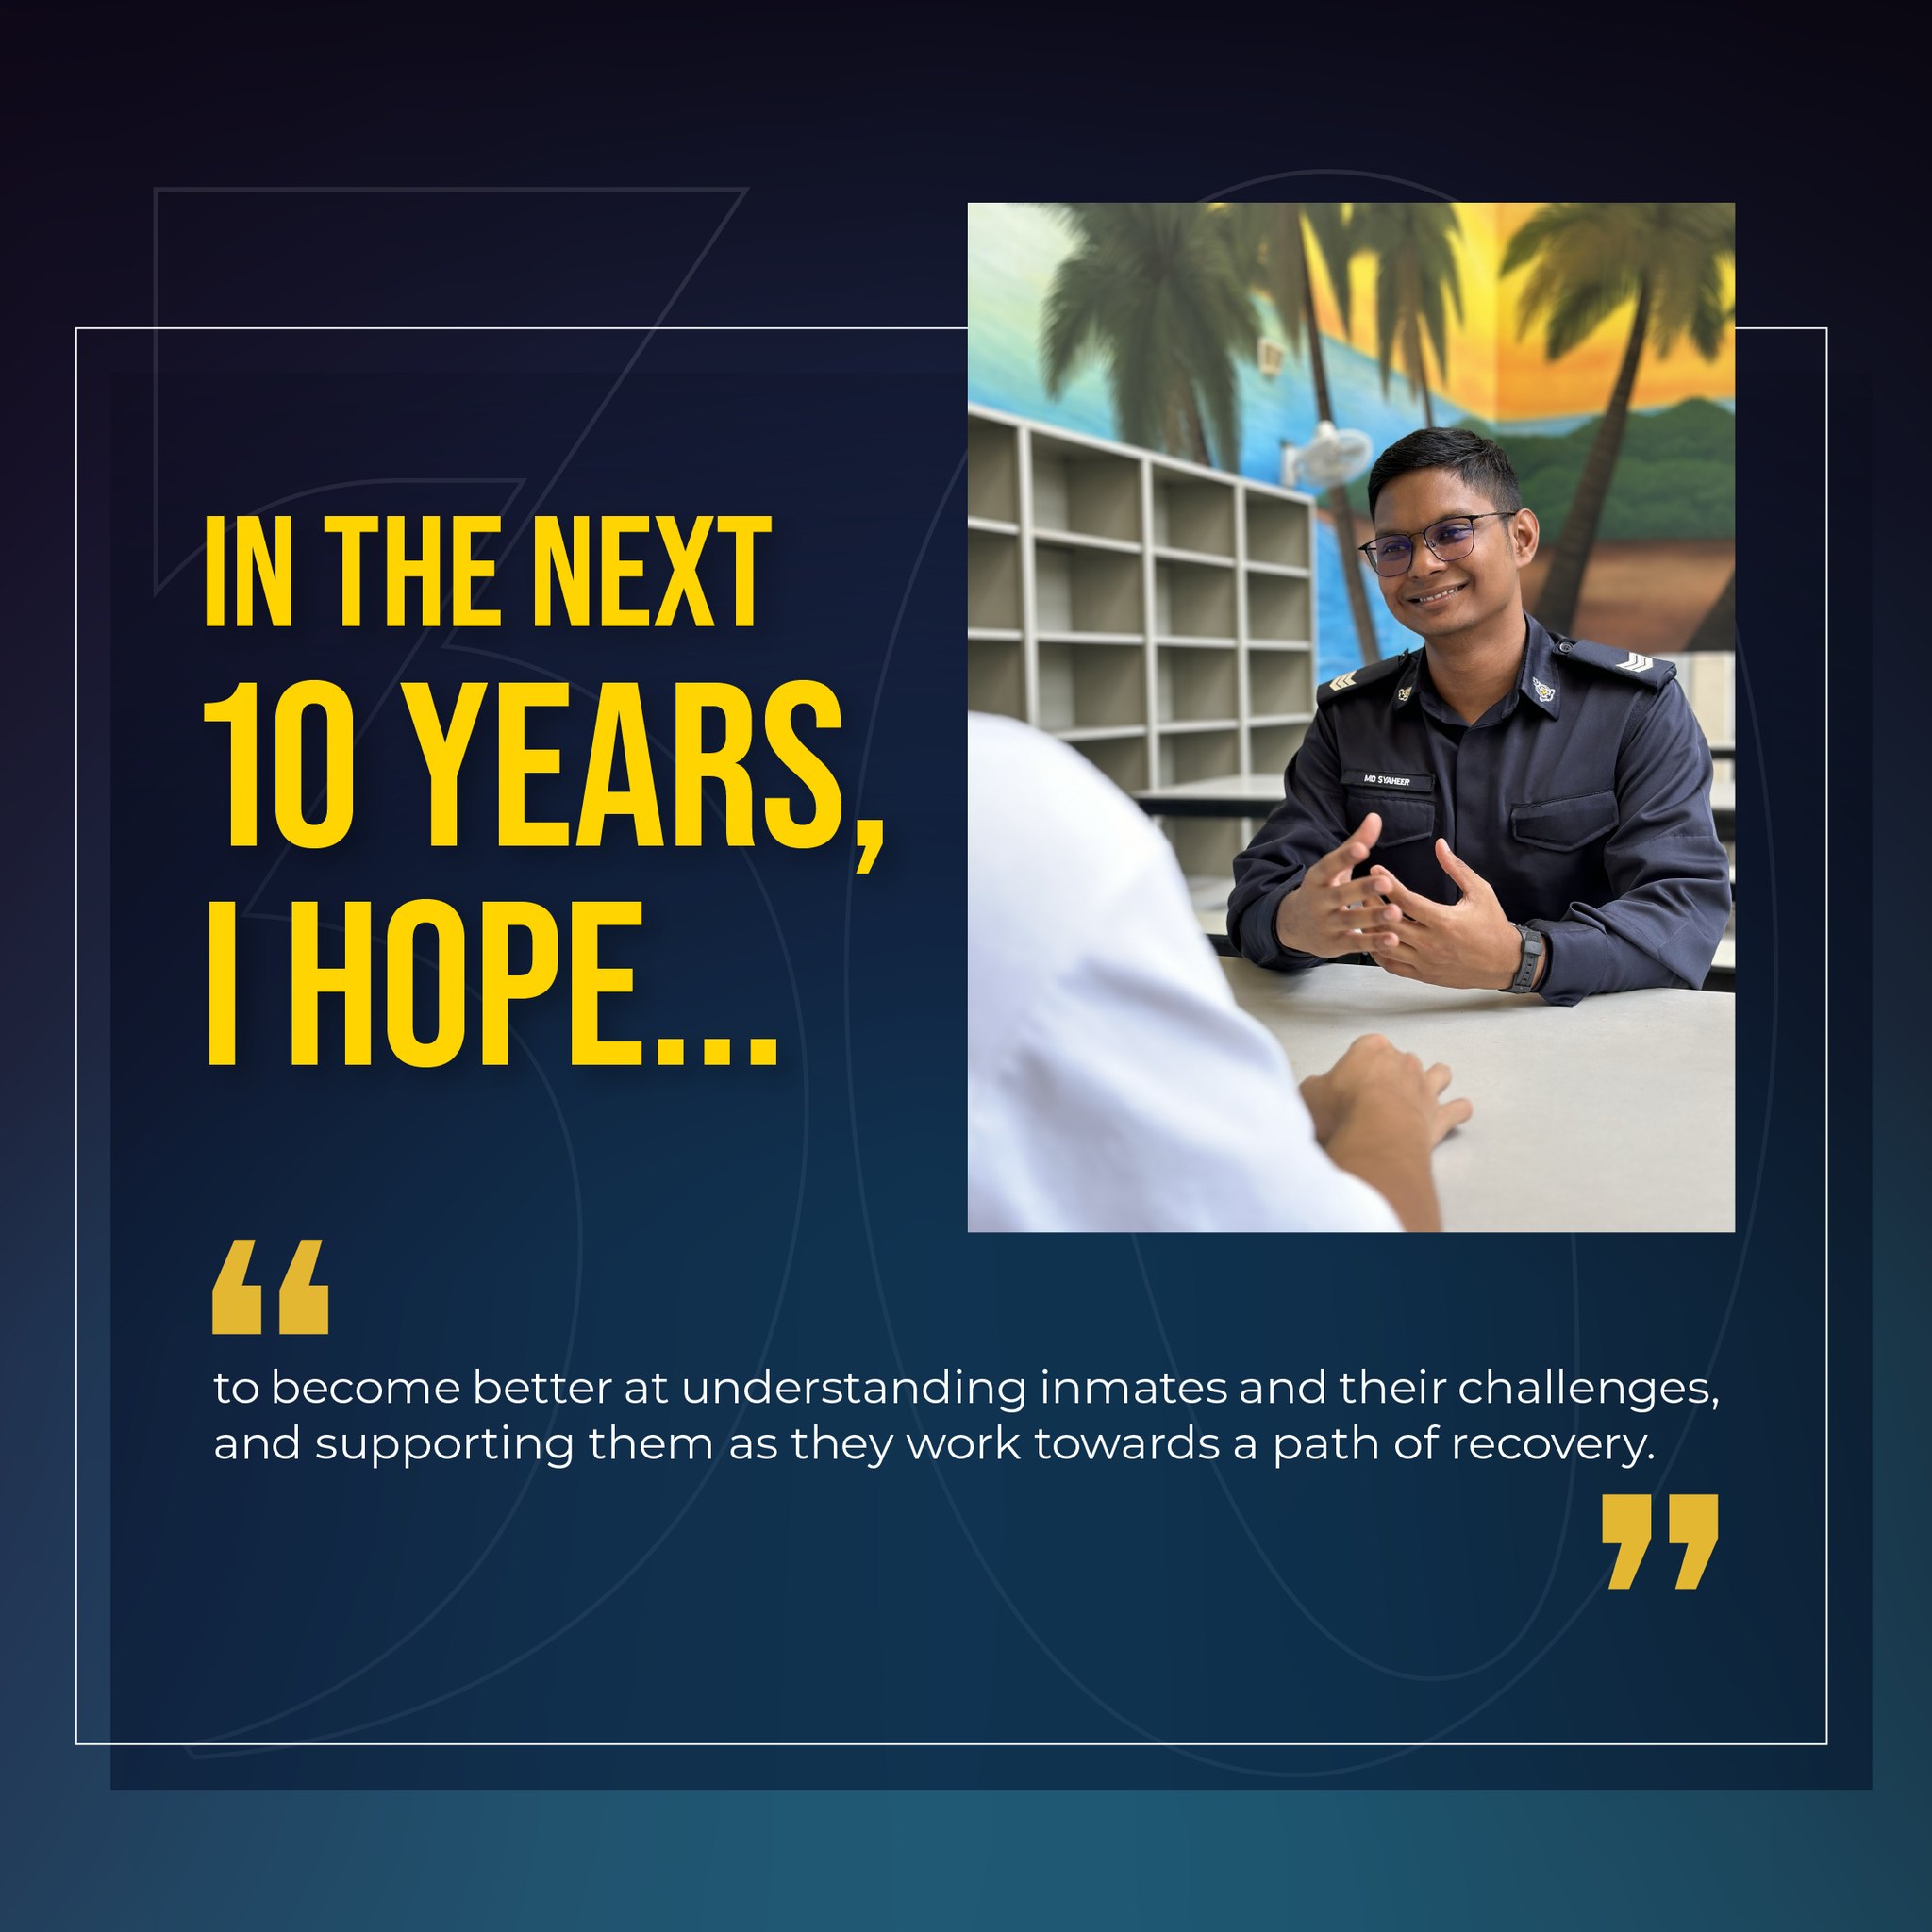 IN THE NEXT
10 YEARS,
I HOPE...
MD SYAHEER
“
to become better at understanding inmates and their challenges,
and supporting them as they work towards a path of recovery.
”
30